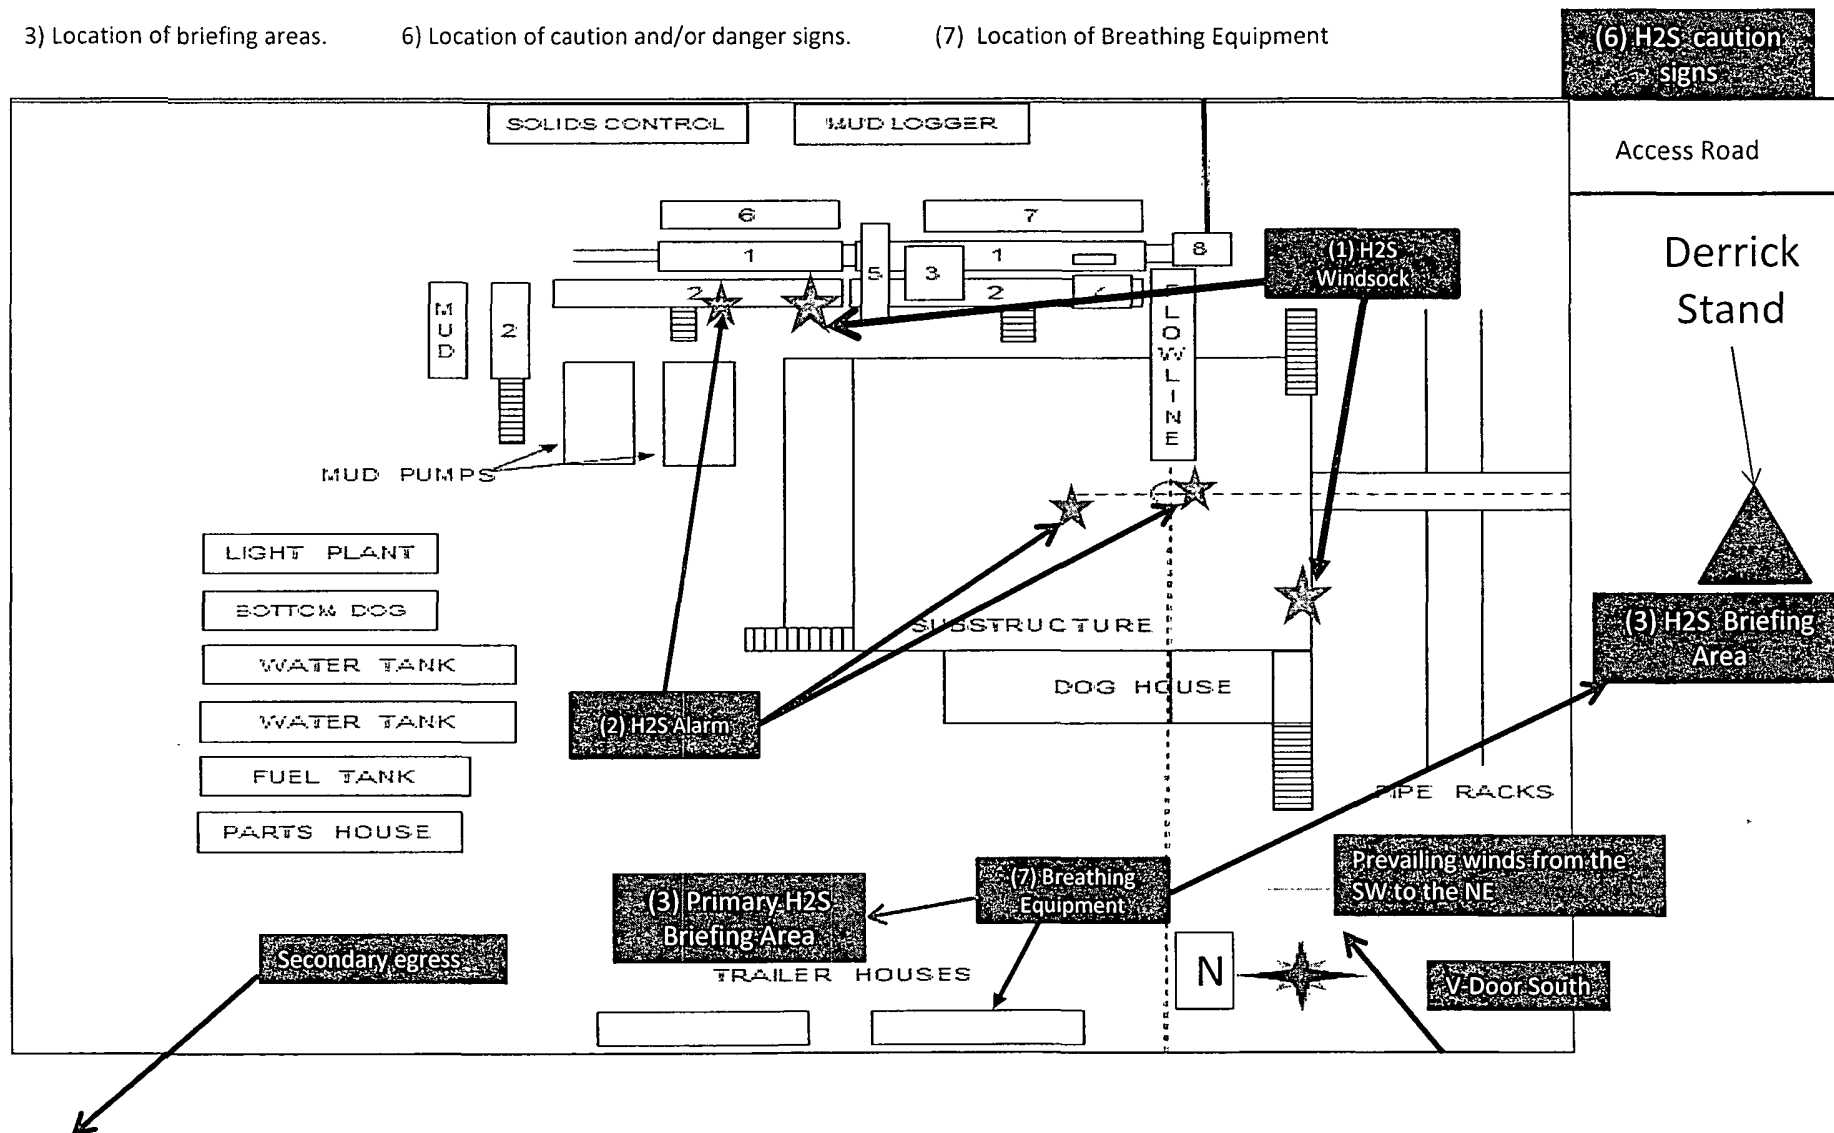 3) Location of briefing areas. 6) Location of caution and/or danger signs. (7) Location of Breathing Equipment
(6) H2S caution
signs
SOLIDS CONTROL
MUD LOGGER
Access Road
6
7
1
1
8
5
3
2
2
(1) H2S
Windsock
Derrick
Stand
MUD
2
FLOWLINE
MUD PUMPS
LIGHT PLANT
BOTTOM DOG
WATER TANK
WATER TANK
FUEL TANK
PARTS HOUSE
SUBSTRUCTURE
DOG HOUSE
(2) H2S Alarm
(3) H2S Briefing
Area
PIPE RACKS
(3) Primary H2S
Briefing Area
(7) Breathing
Equipment
Prevailing winds from the
SW to the NE
Secondary egress
TRAILER HOUSES
N
V-Door South